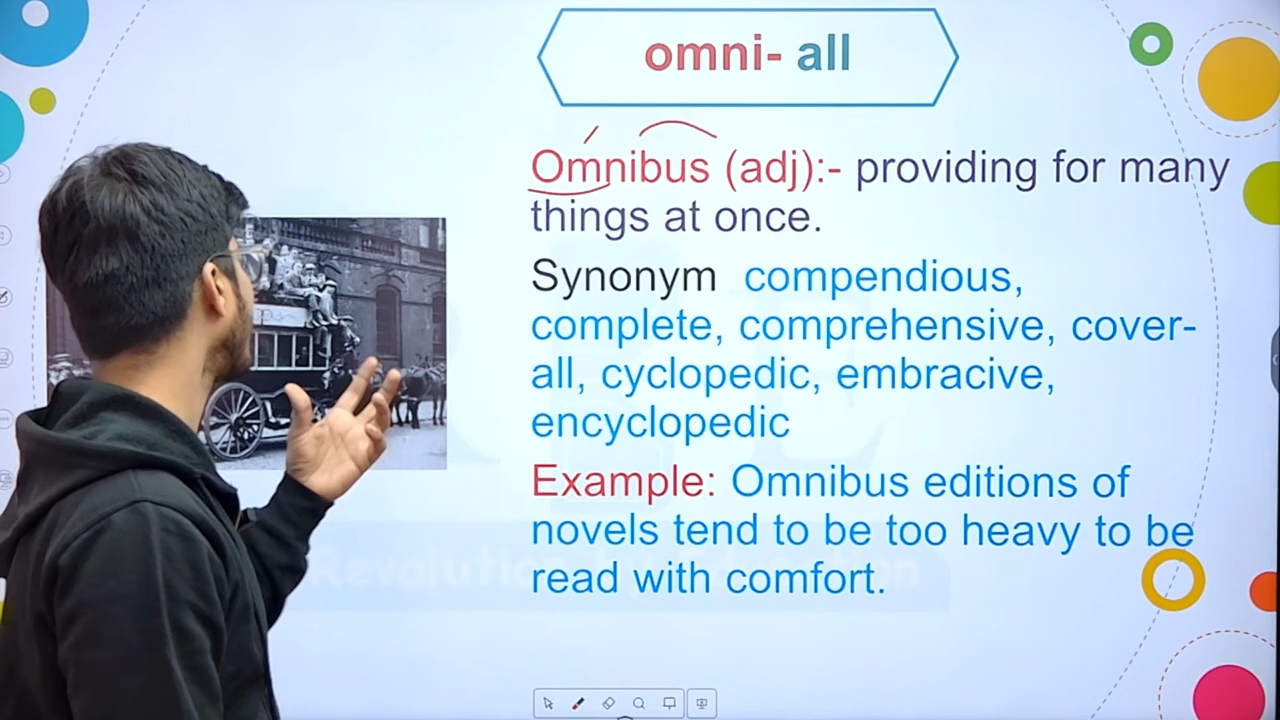 omni- all
Omnibus (adj):- providing for many
things at once.
Synonym compendious,
complete, comprehensive, cover-
all, cyclopedic, embracive,
encyclopedic
Example: Omnibus editions of
novels tend to be too heavy to be
read with comfort.